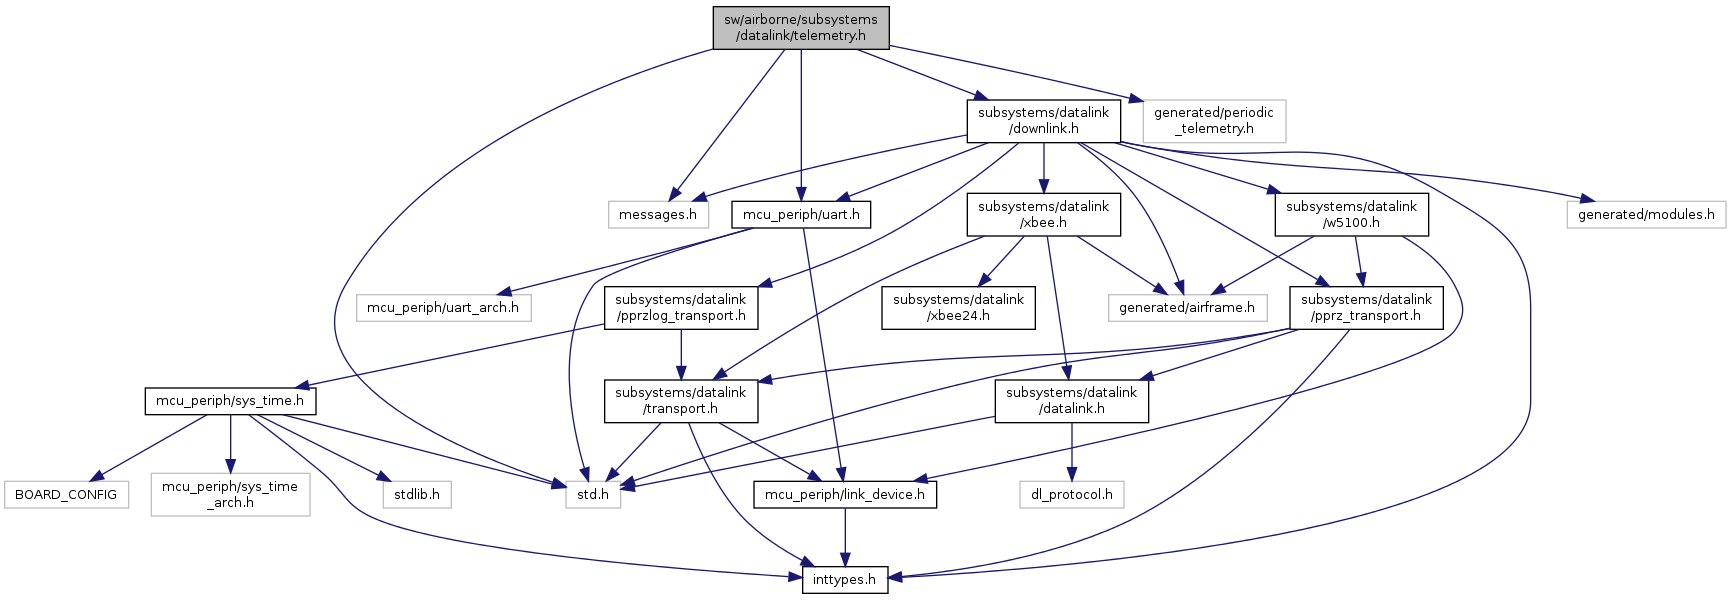 sw/airborne/subsystems
/datalink/telemetry.h
subsystems/datalink
/downlink.h
generated/periodic
_telemetry.h
messages.h
mcu_periph/uart.h
subsystems/datalink
/xbee.h
subsystems/datalink
/w5100.h
generated/modules.h
mcu_periph/uart_arch.h
subsystems/datalink
/pprzlog_transport.h
subsystems/datalink
/xbee24.h
generated/airframe.h
subsystems/datalink
/pprz_transport.h
mcu_periph/sys_time.h
subsystems/datalink
/transport.h
subsystems/datalink
/datalink.h
BOARD_CONFIG
mcu_periph/sys_time
_arch.h
stdlib.h
std.h
mcu_periph/link_device.h
dl_protocol.h
inttypes.h